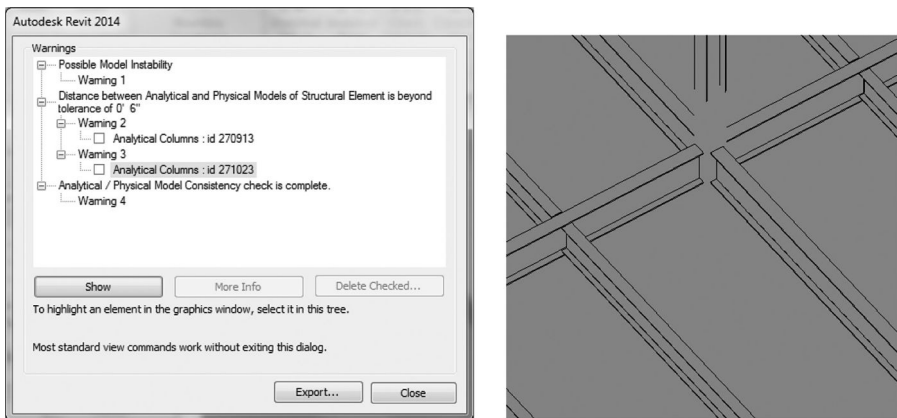 Autodesk Revit 2014
Warnings
Possible Model Instability
Warning 1
Distance between Analytical and Physical Models of Structural Element is beyond
tolerance of 0' 6"
Warning 2
Analytical Columns : id 270913
Warning 3
Analytical Columns : id 271023
Analytical / Physical Model Consistency check is complete.
Warning 4
Show
More Info
Delete Checked...
To highlight an element in the graphics window, select it in this tree.
Most standard view commands work without exiting this dialog.
Export...
Close